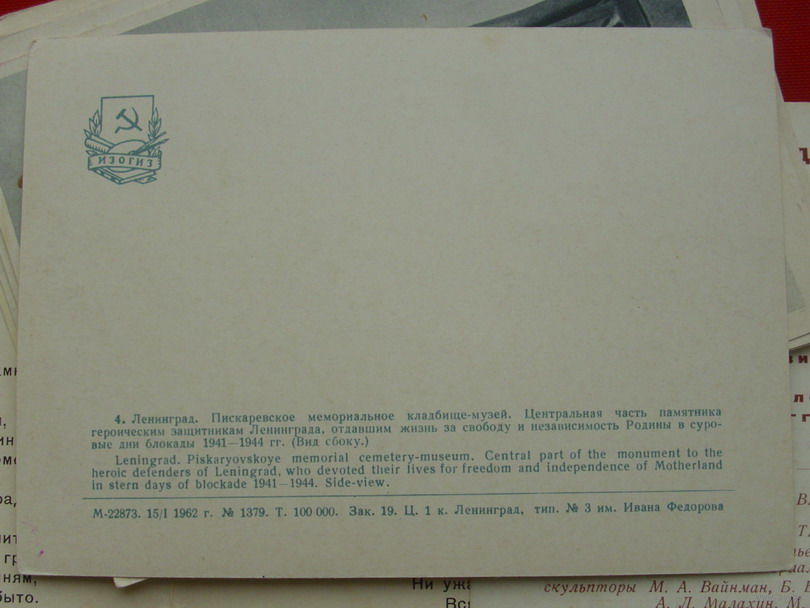 ИЗОГИЗ
4. Ленинград. Пискаревское мемориальное кладбище-музей. Центральная часть памятника
героическим защитникам Ленинграда, отдавшим жизнь за свободу и независимость Родины в суро-
вые дни блокады 1941—1944 гг. (Вид сбоку.)
Leningrad. Piskaryovskoye memorial cemetery-museum. Central part of the monument to the
heroic defenders of Leningrad, who devoted their lives for freedom and independence of Motherland
in stern days of blockade 1941—1944. Side-view.
М-22873. 15/I 1962 г. № 1379. Т. 100 000. Зак. 19. Ц. 1 к. Ленинград, тип. № 3 им. Ивана Федорова
ням,
быто.
Ни
скульпторы М. А. Вайнман, Б.
А. Л. Малахин, М